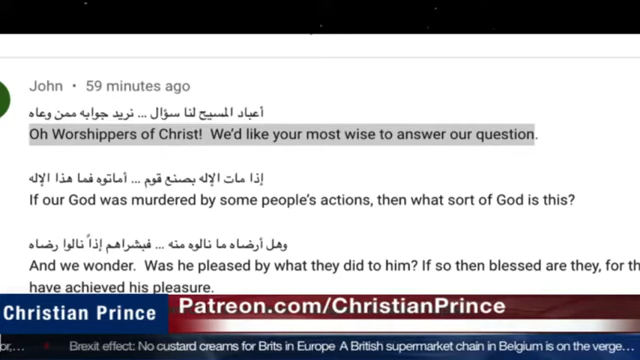 John • 59 minutes ago
أعباد المسيح لنا سؤال ... نريد جوابه ممن وعاه
Oh Worshippers of Christ! We'd like your most wise to answer our question.
إذا مات الإله بصنع قوم ... أماتوه فما هذا الإله
If our God was murdered by some people's actions, then what sort of God is this?
وهل أرضاه ما نالوه منه ... فبشراهم إذاً نالوا رضاه
And we wonder. Was he pleased by what they did to him? If so then blessed are they, for th
have achieved his pleasure.
Christian Prince
Patreon.com/ChristianPrince
or,... Brexit effect: No custard creams for Brits in Europe A British supermarket chain in Belgium is on the verge...